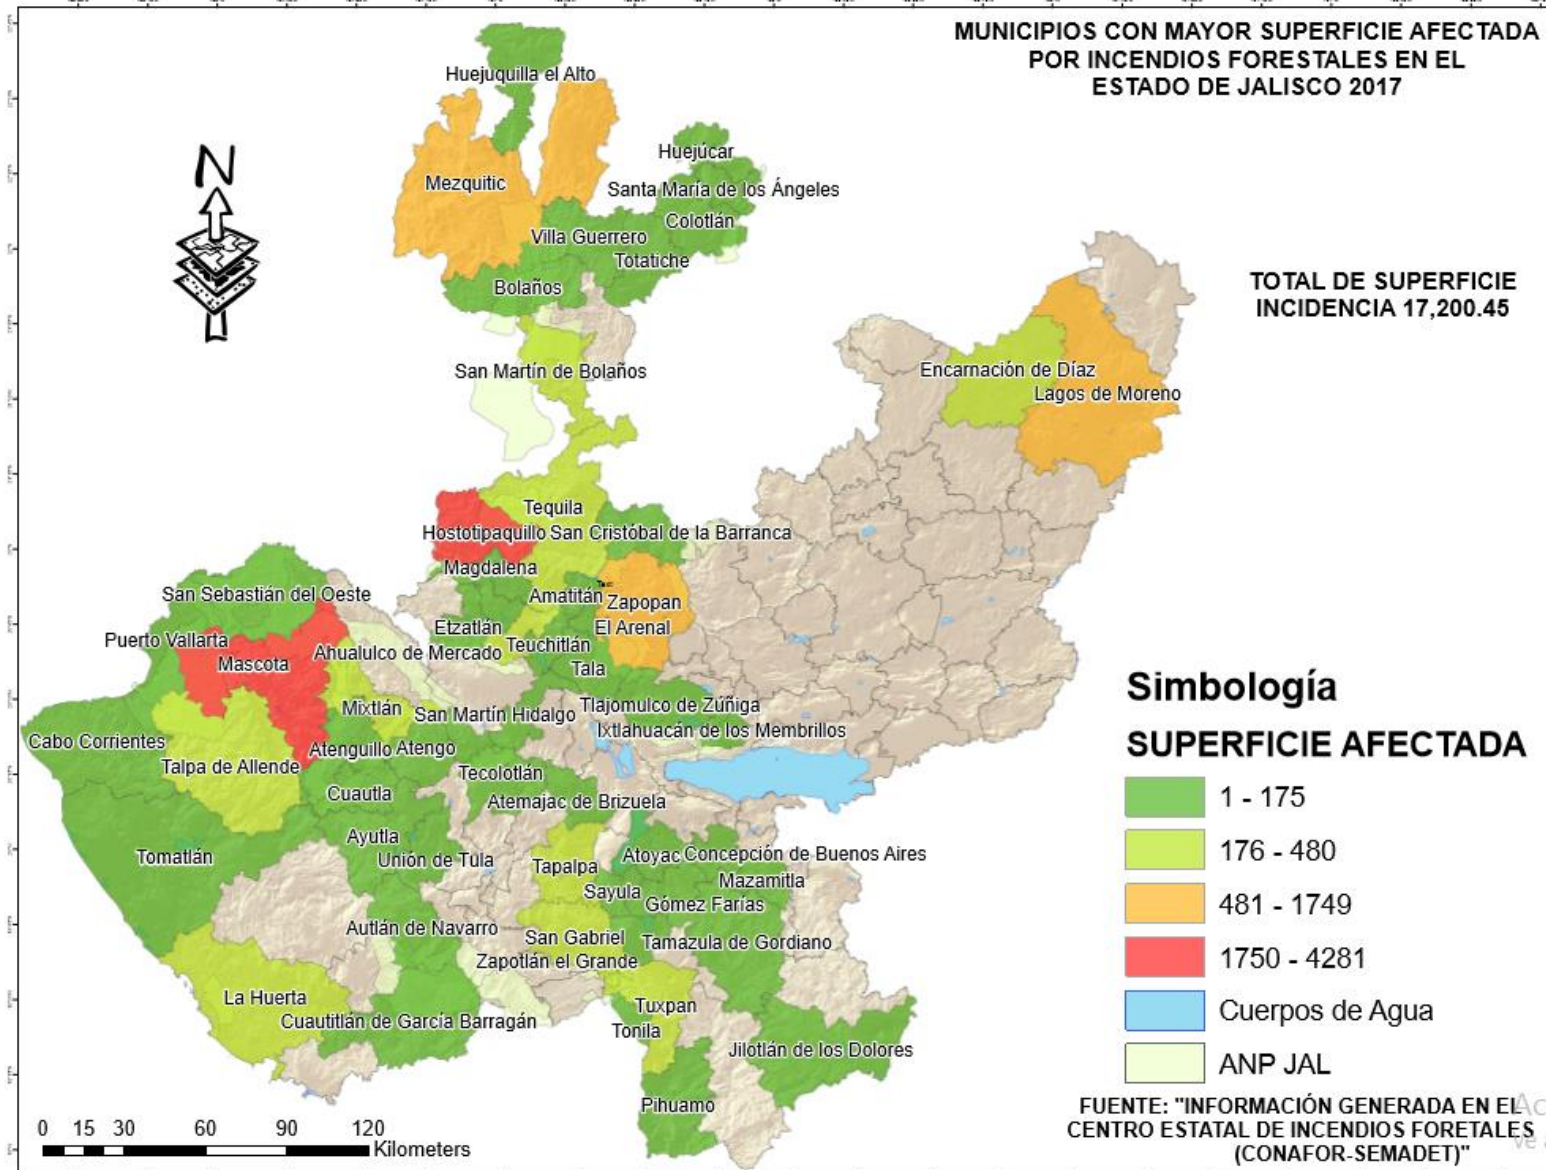 MUNICIPIOS CON MAYOR SUPERFICIE AFECTADA
POR INCENDIOS FORESTALES EN EL
ESTADO DE JALISCO 2017
Huejuquilla el Alto
Huejúcar
N
Mezquitic
Santa María de los Ángeles
Colotlán
Villa Guerrero
Totatiche
Bolaños
TOTAL DE SUPERFICIE
INCIDENCIA 17,200.45
San Martín de Bolaños
Encarnación de Díaz
Lagos de Moreno
Tequila
Hostotipaquillo
San Cristóbal de la Barranca
Magdalena
San Sebastián del Oeste
Amatitán
Zapopan
El Arenal
Etzatlán
Puerto Vallarta
Teuchitlán
Ahualulco de Mercado
Mascota
Tala
Mixtlán
San Martín Hidalgo
Tlajomulco de Zúñiga
Ixtlahuacán de los Membrillos
Cabo Corrientes
Atenguillo
Atengo
Talpa de Allende
Tecolotlán
Cuautla
Atemajac de Brizuela
Ayutla
Tomatlán
Unión de Tula
Tapalpa
Atoyac
Concepción de Buenos Aires
Mazamitla
Sayula
Gómez Farías
Autlán de Navarro
San Gabriel
Tamazula de Gordiano
Zapotlán el Grande
La Huerta
Tuxpan
Cuautitlán de García Barragán
Tonila
Jilotlán de los Dolores
Pihuamo
Simbología
SUPERFICIE AFECTADA
1 - 175
176 - 480
481 - 1749
1750 - 4281
Cuerpos de Agua
ANP JAL
FUENTE: "INFORMACIÓN GENERADA EN EL
CENTRO ESTATAL DE INCENDIOS FORETALES
(CONAFOR-SEMADET)"
0 15 30 60 90 120
Kilometers